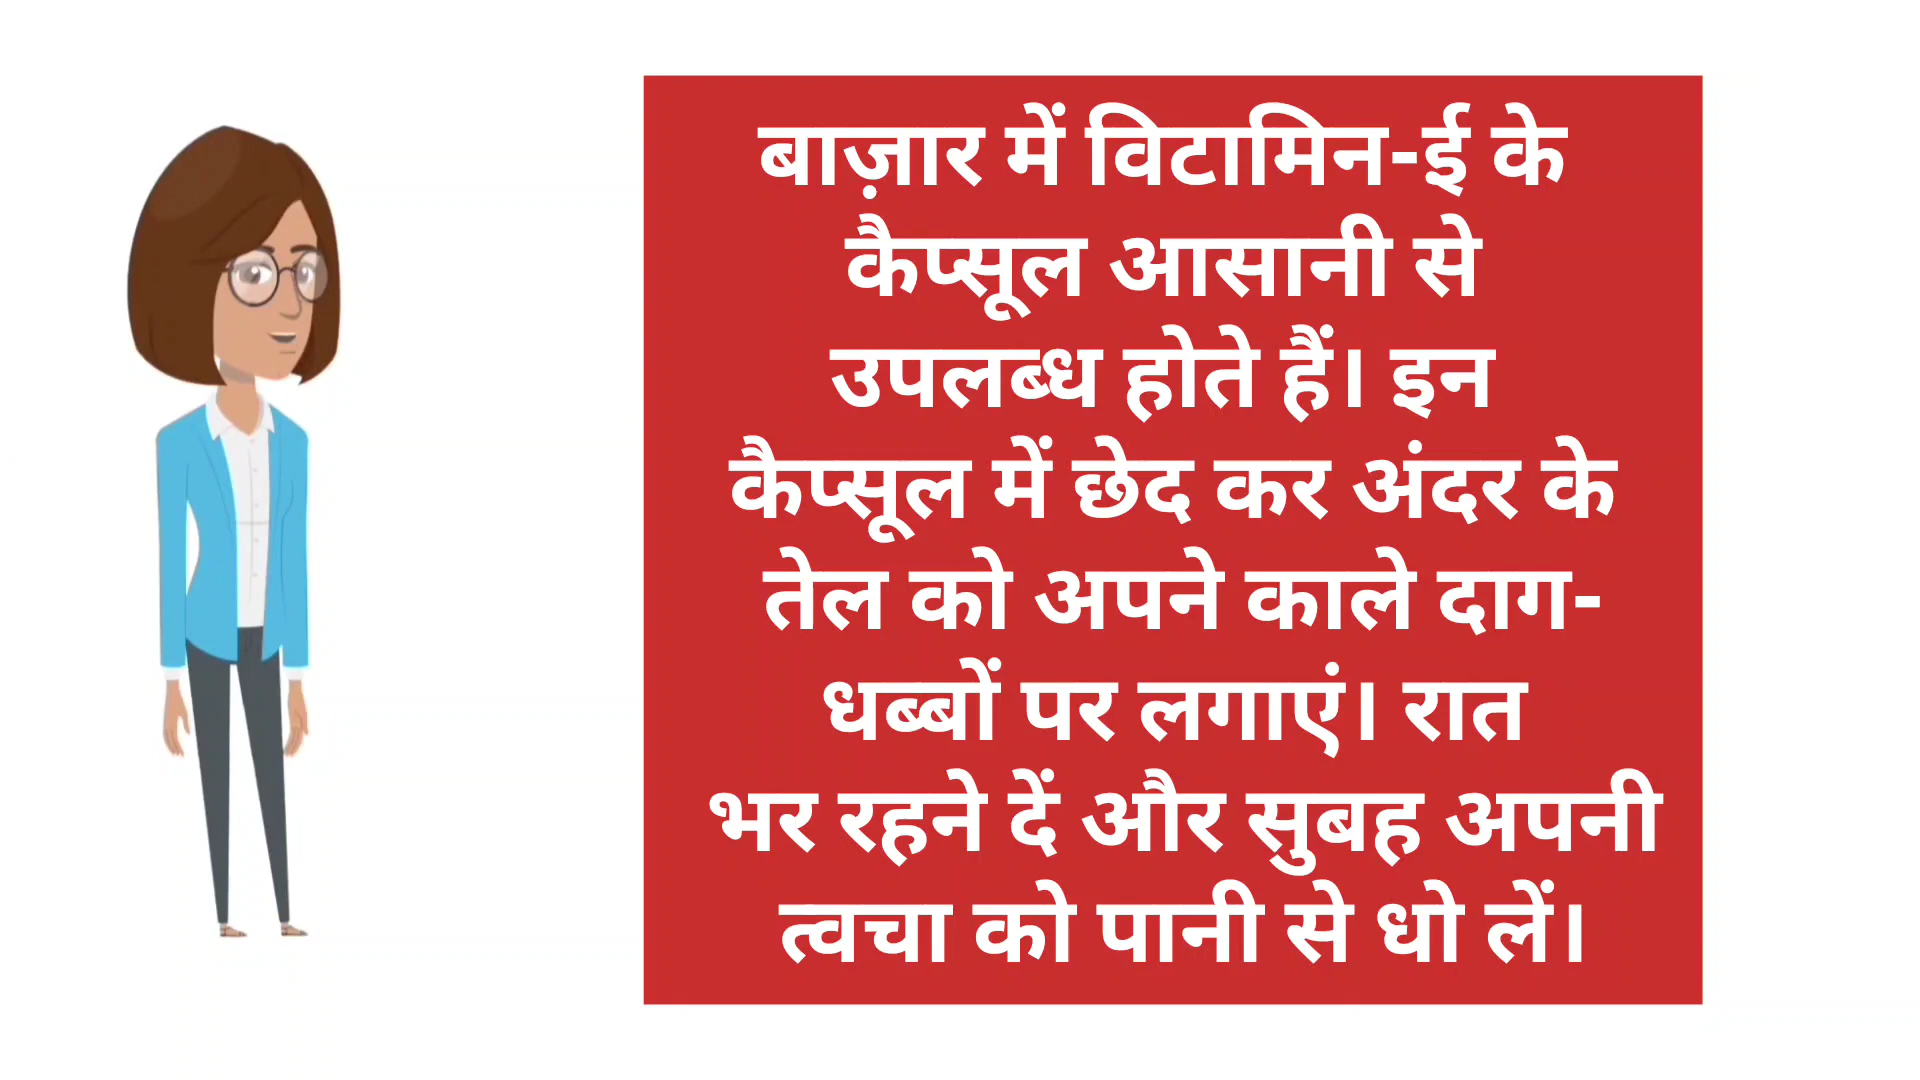 बाज़ार में विटामिन-ई के
कैप्सूल आसानी से
उपलब्ध होते हैं। इन
कैप्सूल में छेद कर अंदर के
तेल को अपने काले दाग-
धब्बों पर लगाएं। रात
भर रहने दें और सुबह अपनी
त्वचा को पानी से धो लें।